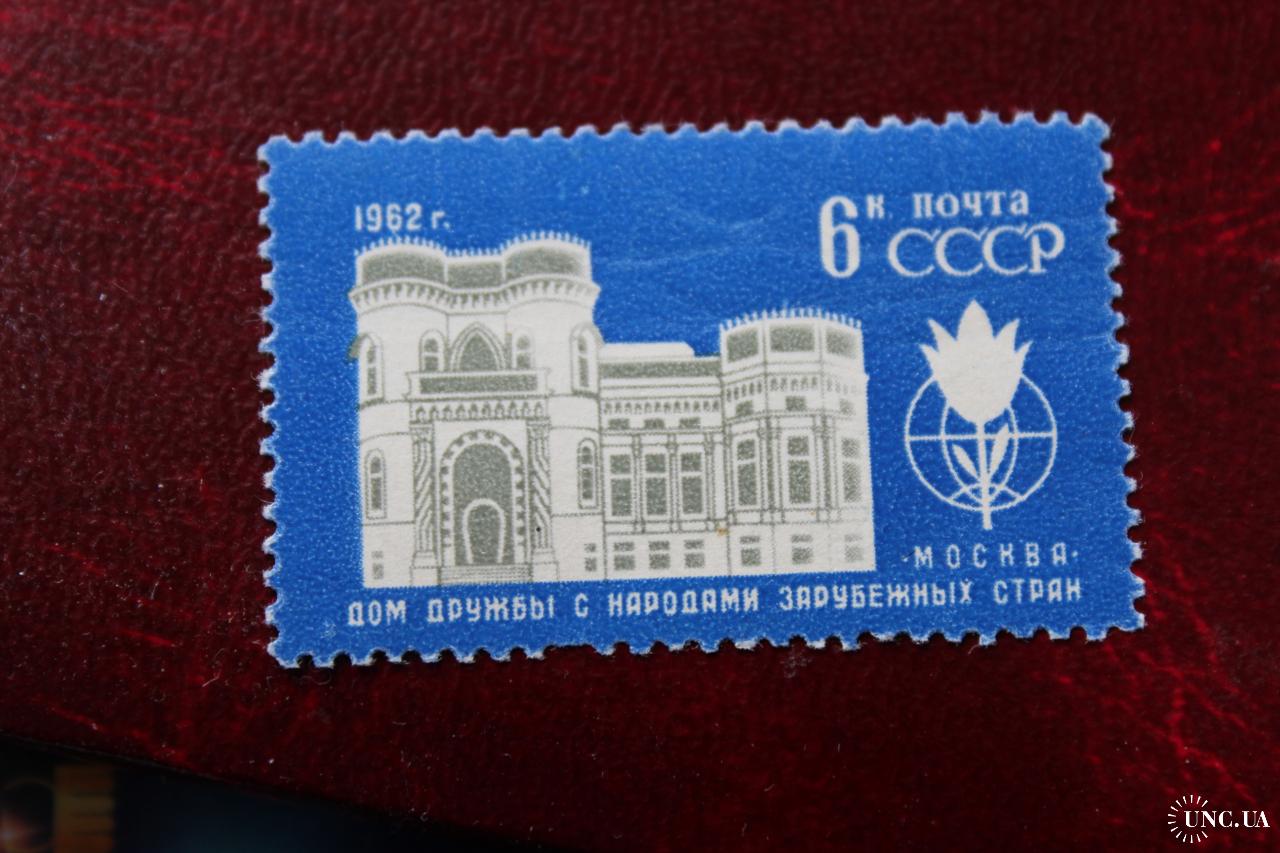 1962 г.
6 к. почта
СССР
·МОСКВА·
ДОМ ДРУЖБЫ С НАРОДАМИ ЗАРУБЕЖНЫХ СТРАН
UNC.UA